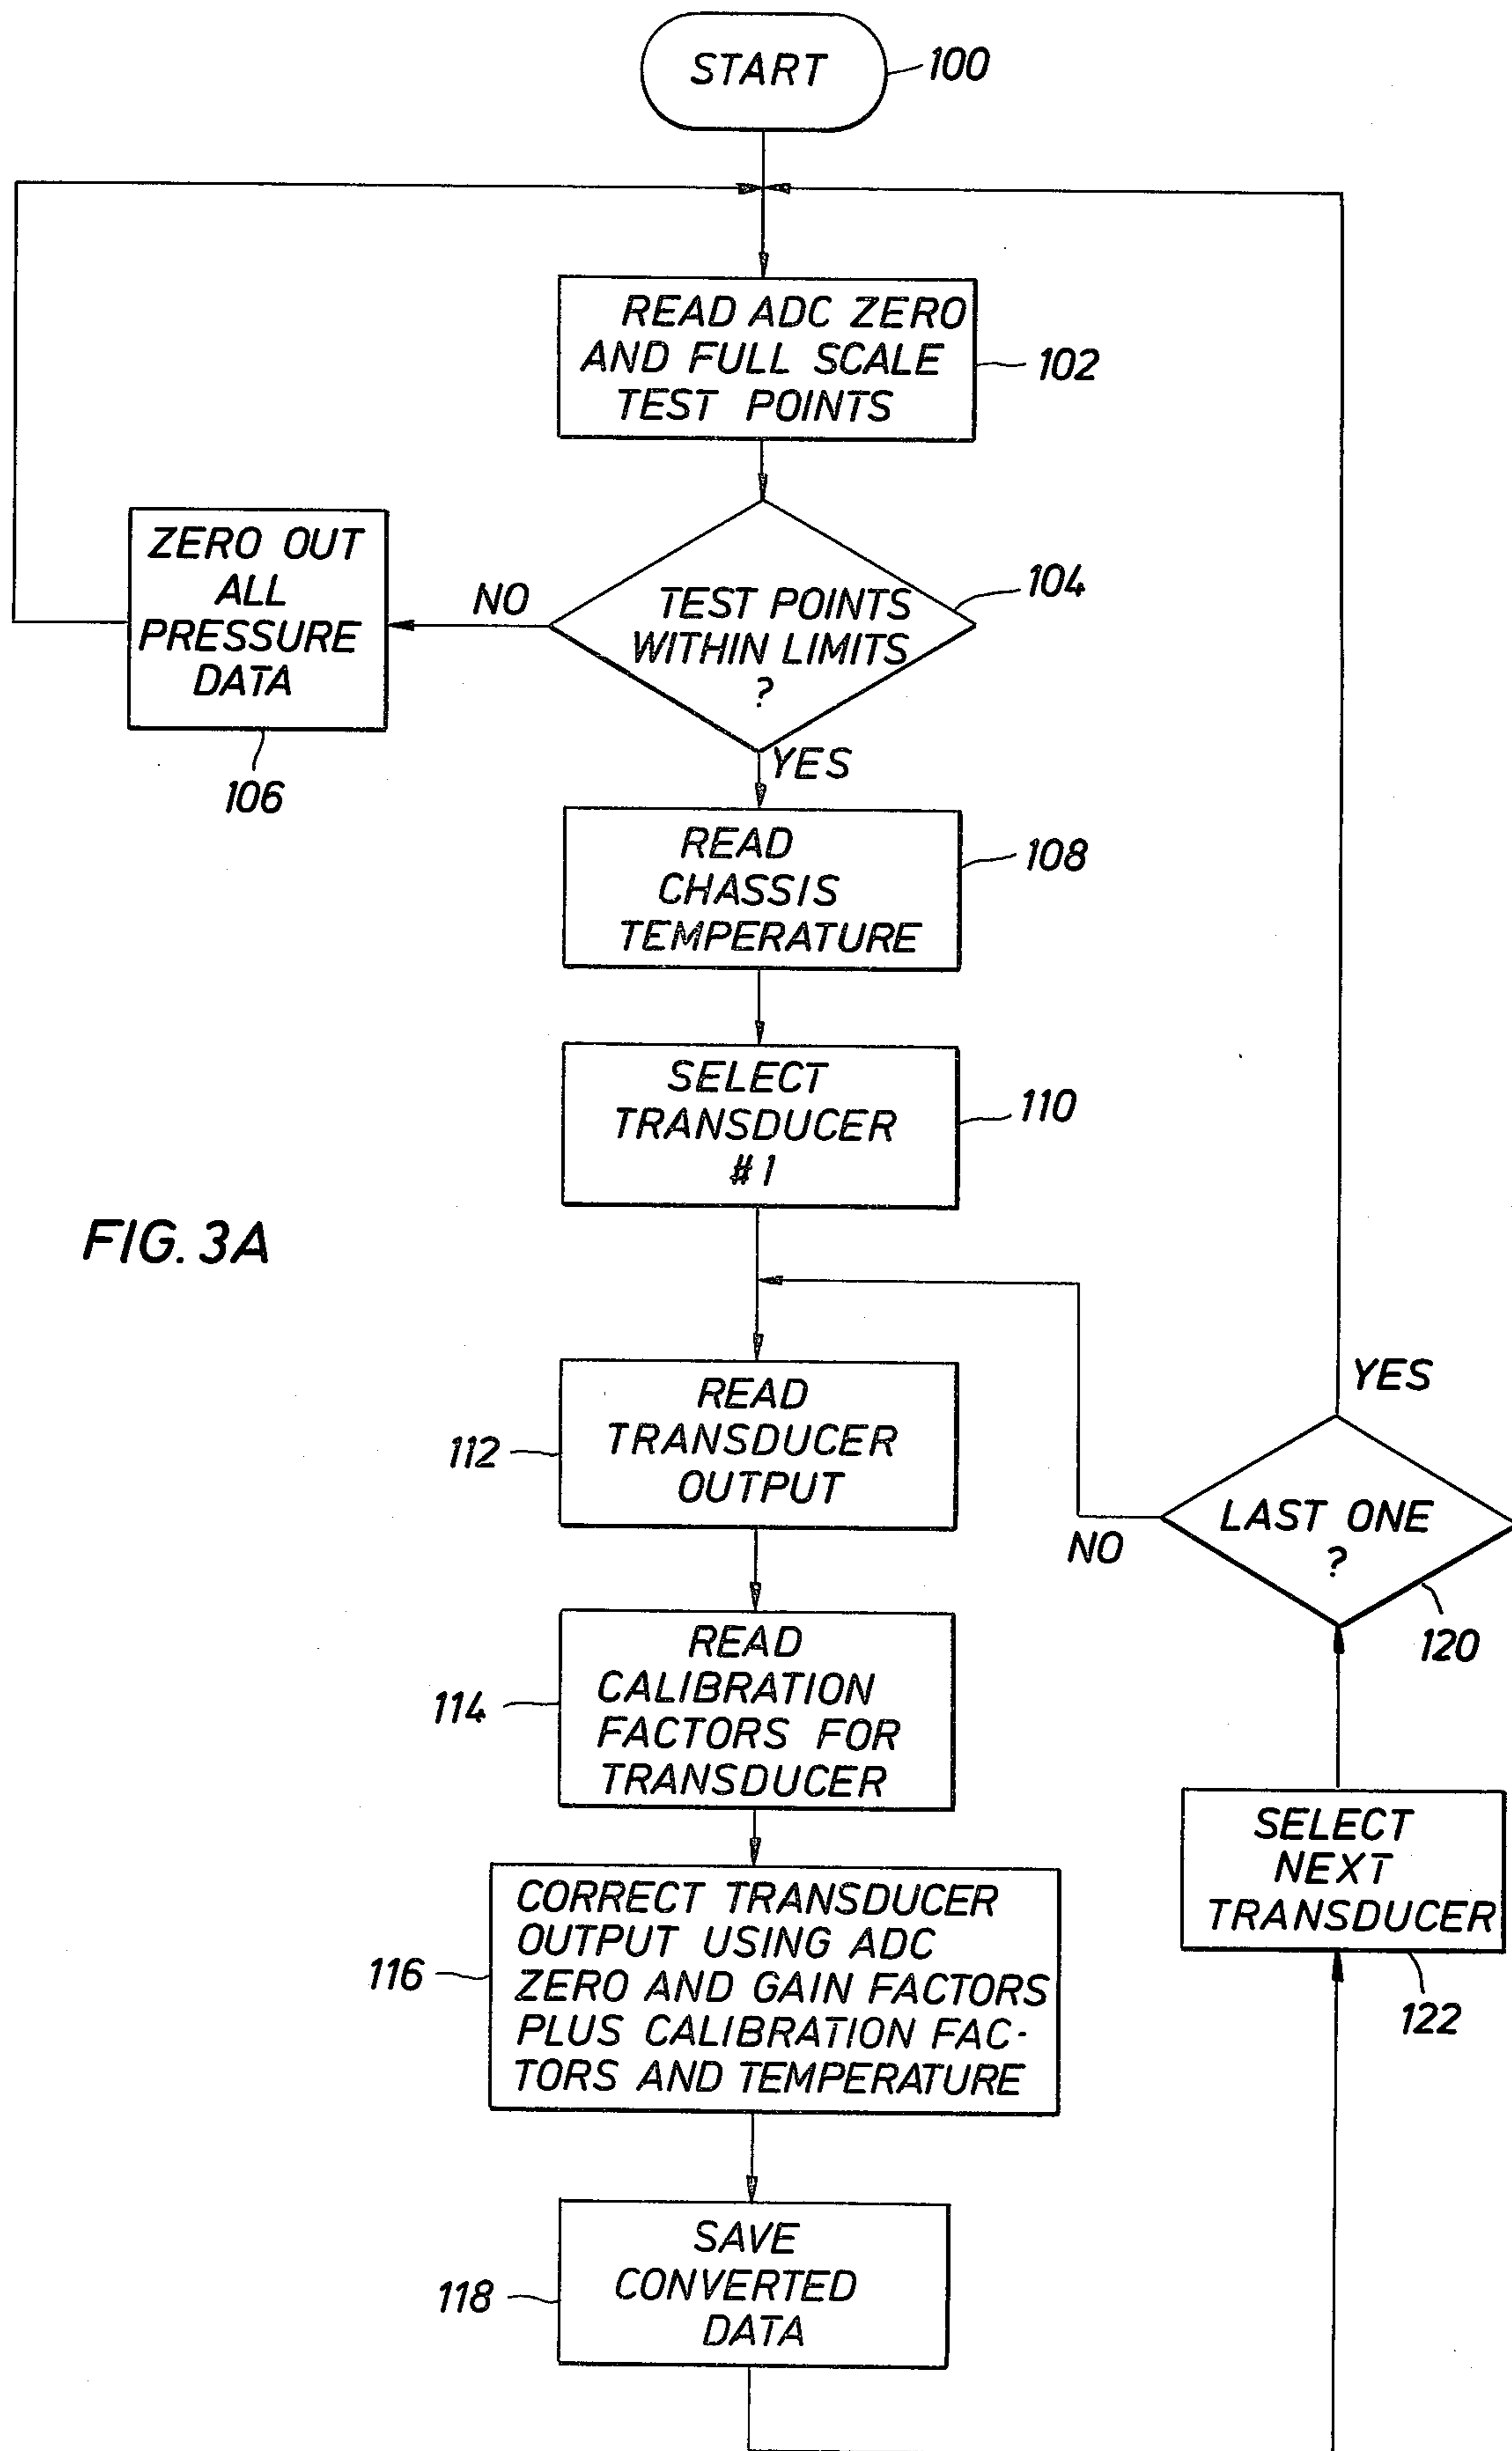 START
100
READ ADC ZERO
AND FULL SCALE
TEST POINTS
102
TEST POINTS
WITHIN LIMITS
?
104
NO
ZERO OUT
ALL
PRESSURE
DATA
106
YES
READ
CHASSIS
TEMPERATURE
108
SELECT
TRANSDUCER
#1
110
FIG. 3A
READ
TRANSDUCER
OUTPUT
112
READ
CALIBRATION
FACTORS FOR
TRANSDUCER
114
CORRECT TRANSDUCER
OUTPUT USING ADC
ZERO AND GAIN FACTORS
PLUS CALIBRATION FAC-
TORS AND TEMPERATURE
116
SAVE
CONVERTED
DATA
118
YES
LAST ONE
?
NO
120
SELECT
NEXT
TRANSDUCER
122